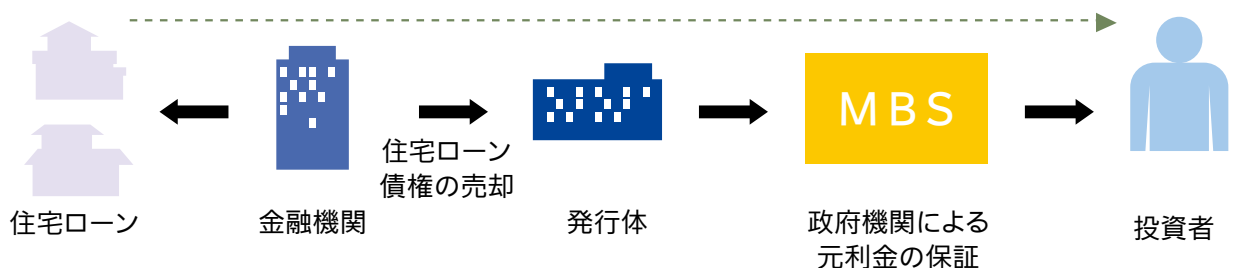 MBS
住宅ローン
債権の売却
住宅ローン
金融機関
発行体
政府機関による
元利金の保証
投資者